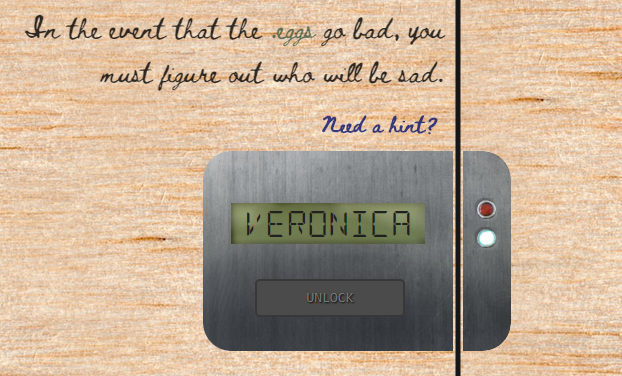 In the event that the .eggs go bad, you
must figure out who will be sad.
Need a hint?
VERONICA
UNLOCK